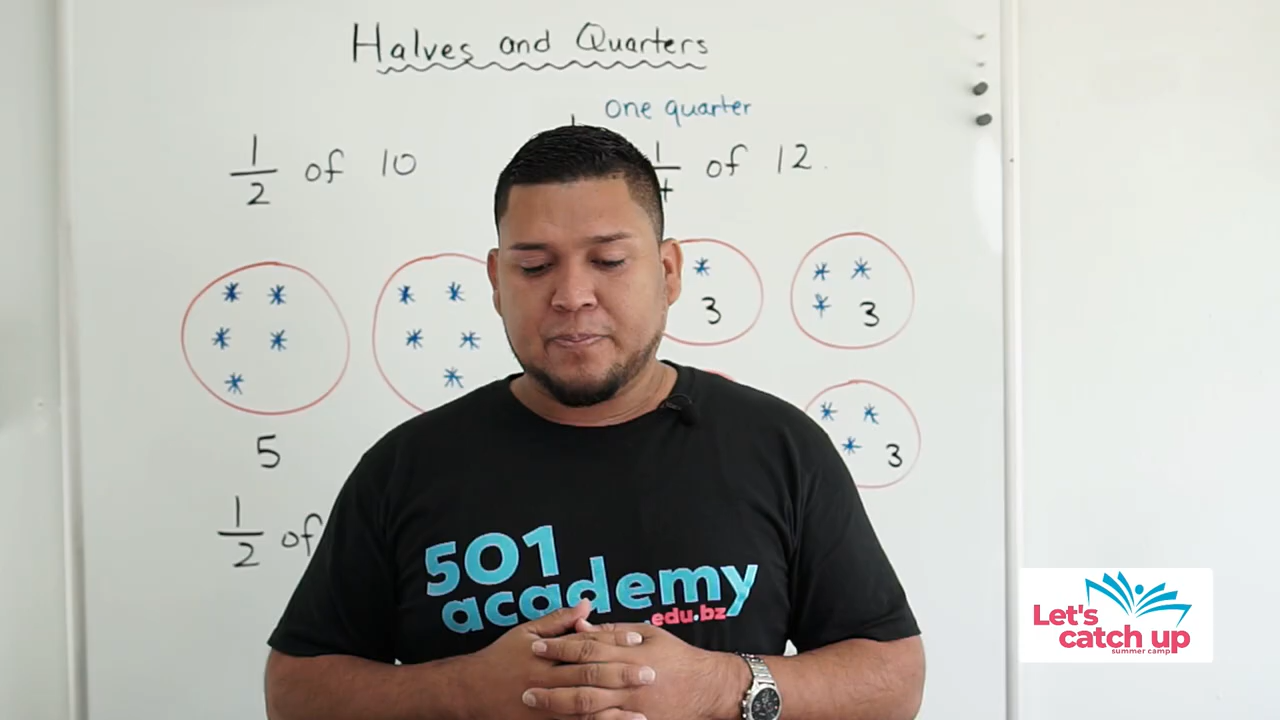 Halves and Quarters
one quarter
1/2 of 10
1/4 of 12.
3
3
5
3
1/2 of
501
academy
.edu.bz
Let's
catch up
summer camp